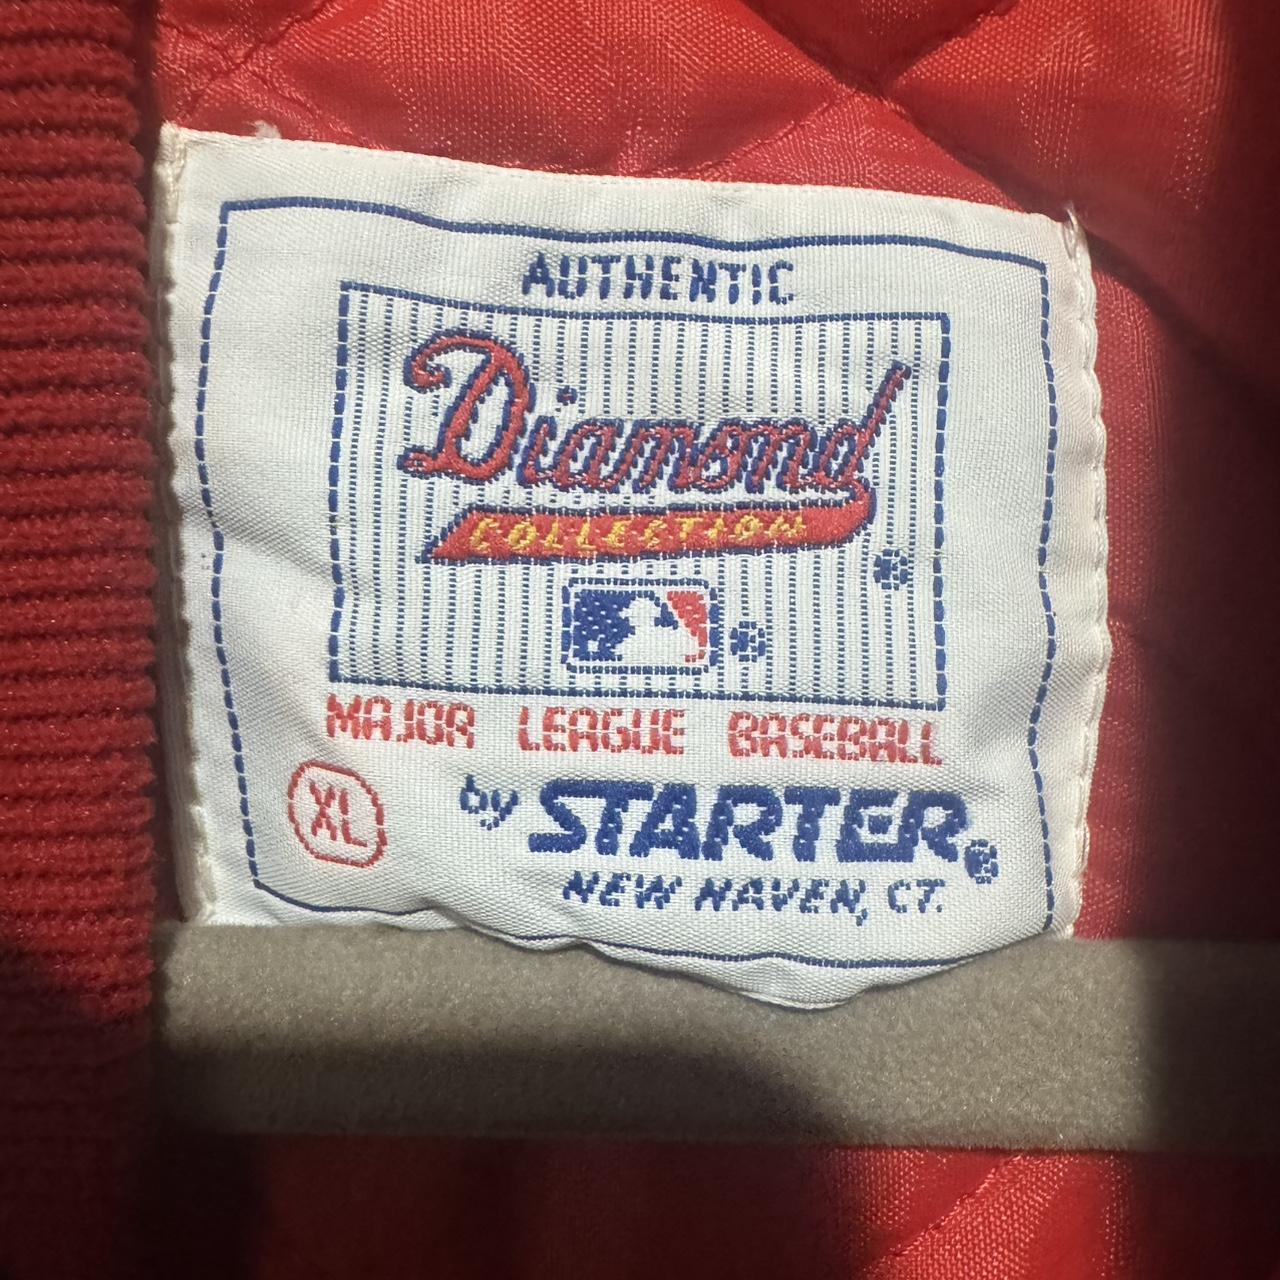 AUTHENTIC
Diamond
COLLECTION ®
®
MAJOR LEAGUE BASEBALL
XL
by STARTER®
NEW HAVEN, CT.